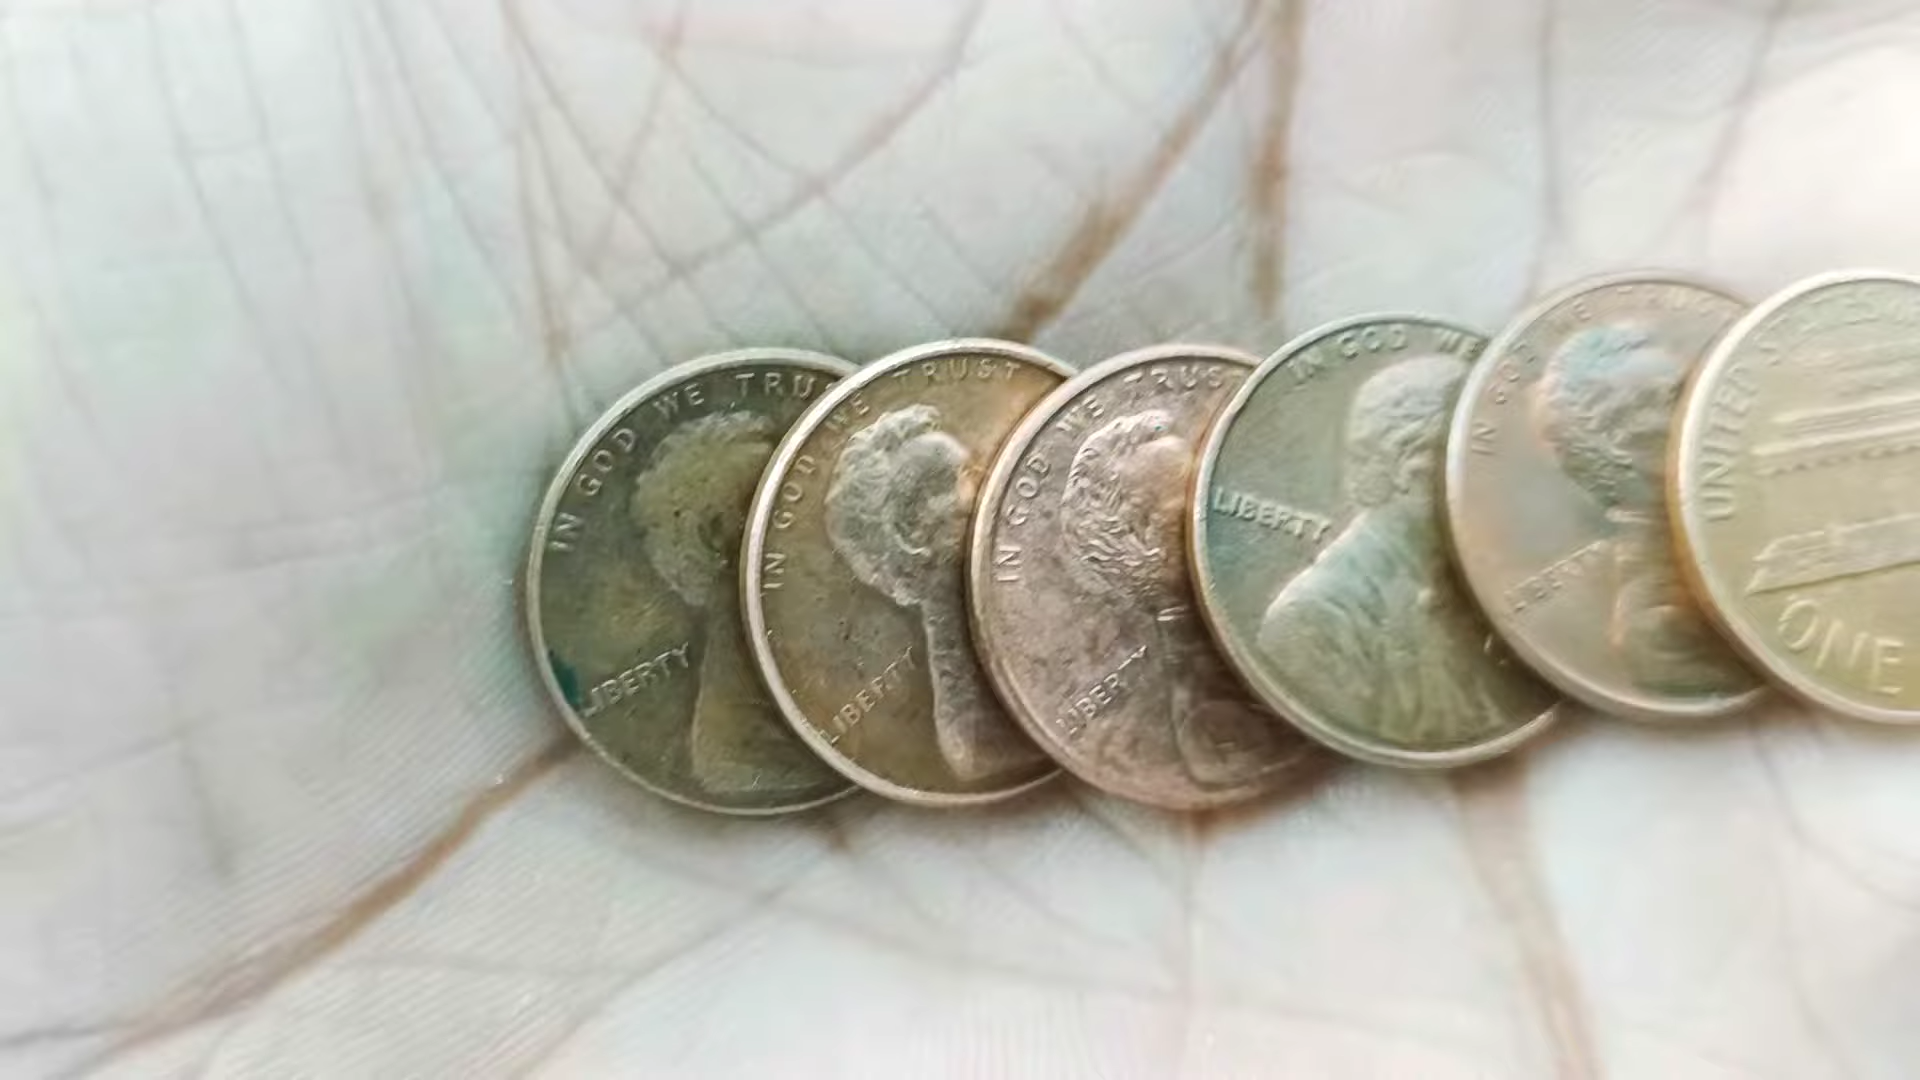 IN GOD WE TRUS
LIBERTY
IN GOD WE TRUST
LIBERTY
IN GOD WE TRUS
LIBERTY
IN GOD WE
LIBERTY
IN GOD WE
LIBERTY
UNITED STATES
ONE